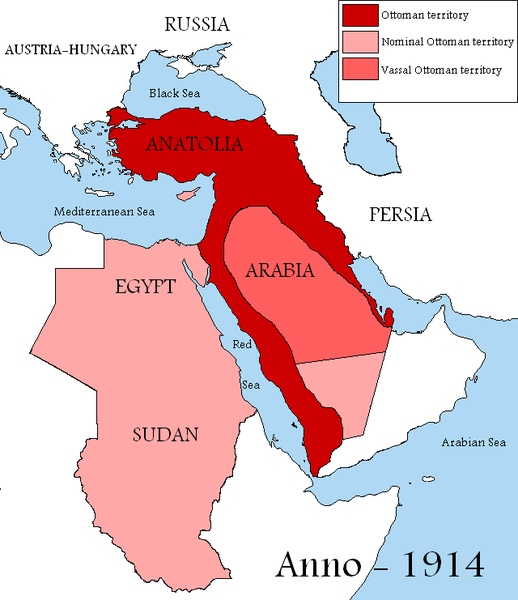 RUSSIA
Ottoman territory
Nominal Ottoman territory
Vassal Ottoman territory
AUSTRIA-HUNGARY
Black Sea
ANATOLIA
Mediterranean Sea
PERSIA
ARABIA
EGYPT
Red
Sea
SUDAN
Arabian Sea
Anno - 1914